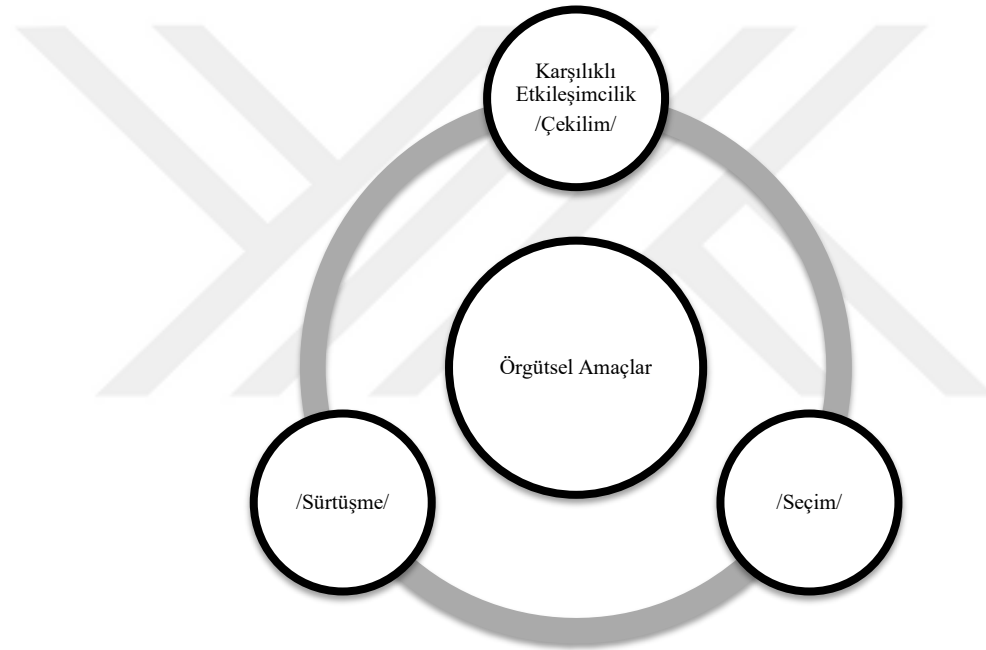 Karşılıklı
Etkileşimcilik
/Çekilim/
Örgütsel Amaçlar
/Sürtüşme/
/Seçim/